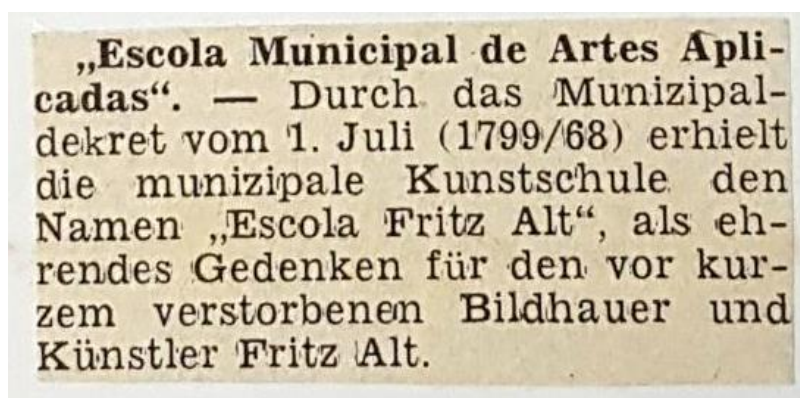 „Escola Municipal de Artes Apli-
cadas“. — Durch das Munizipal-
dekret vom 1. Juli (1799/68) erhielt
die munizipale Kunstschule den
Namen „Escola Fritz Alt“, als eh-
rendes Gedenken für den vor kur-
zem verstorbenen Bildhauer und
Künstler Fritz Alt.